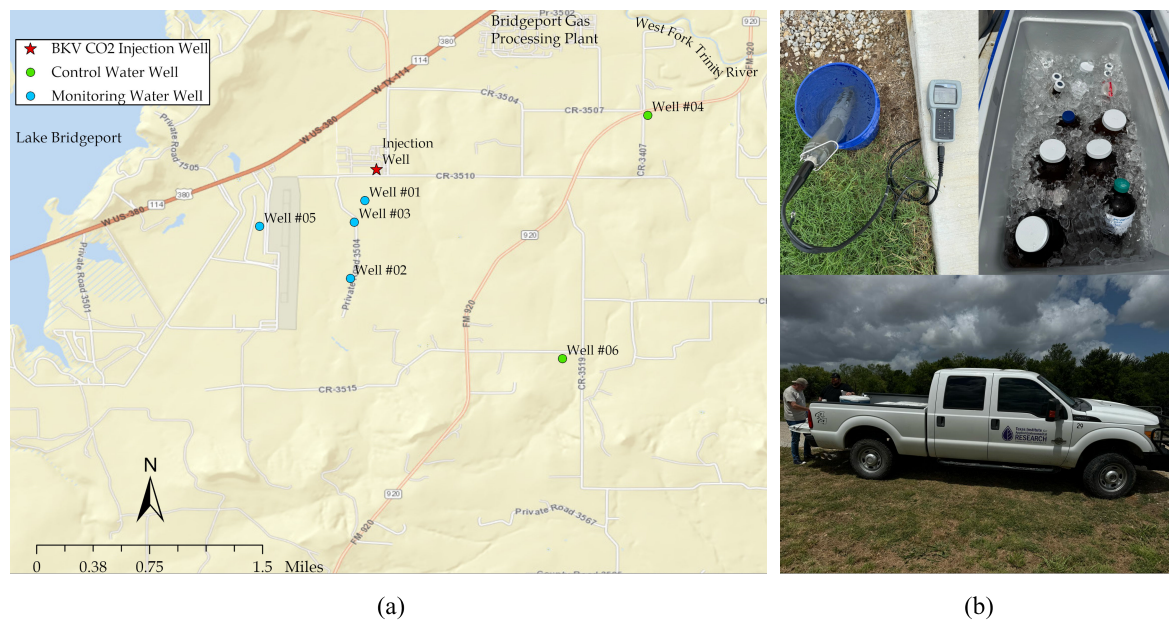 BKV CO2 Injection Well
Control Water Well
Monitoring Water Well
Bridgeport Gas
Processing Plant
West Fork Trinity
River
FM 920
Lake Bridgeport
Private Road 1505
W TX-114
W US-380
380
114
CR-3504
CR-3507
Well #04
CR-3407
Injection
Well
CR-3510
Well #01
Well #03
Well #05
114
380
W US-380
920
Well #02
Private Road 3504
Private Road 3501
FM 920
Well #06
CR-3519
CR-3515
920
Private Road 3567
FM 920
N
0 0.38 0.75 1.5 Miles
Texas Institute
RESEARCH
29
(a)
(b)